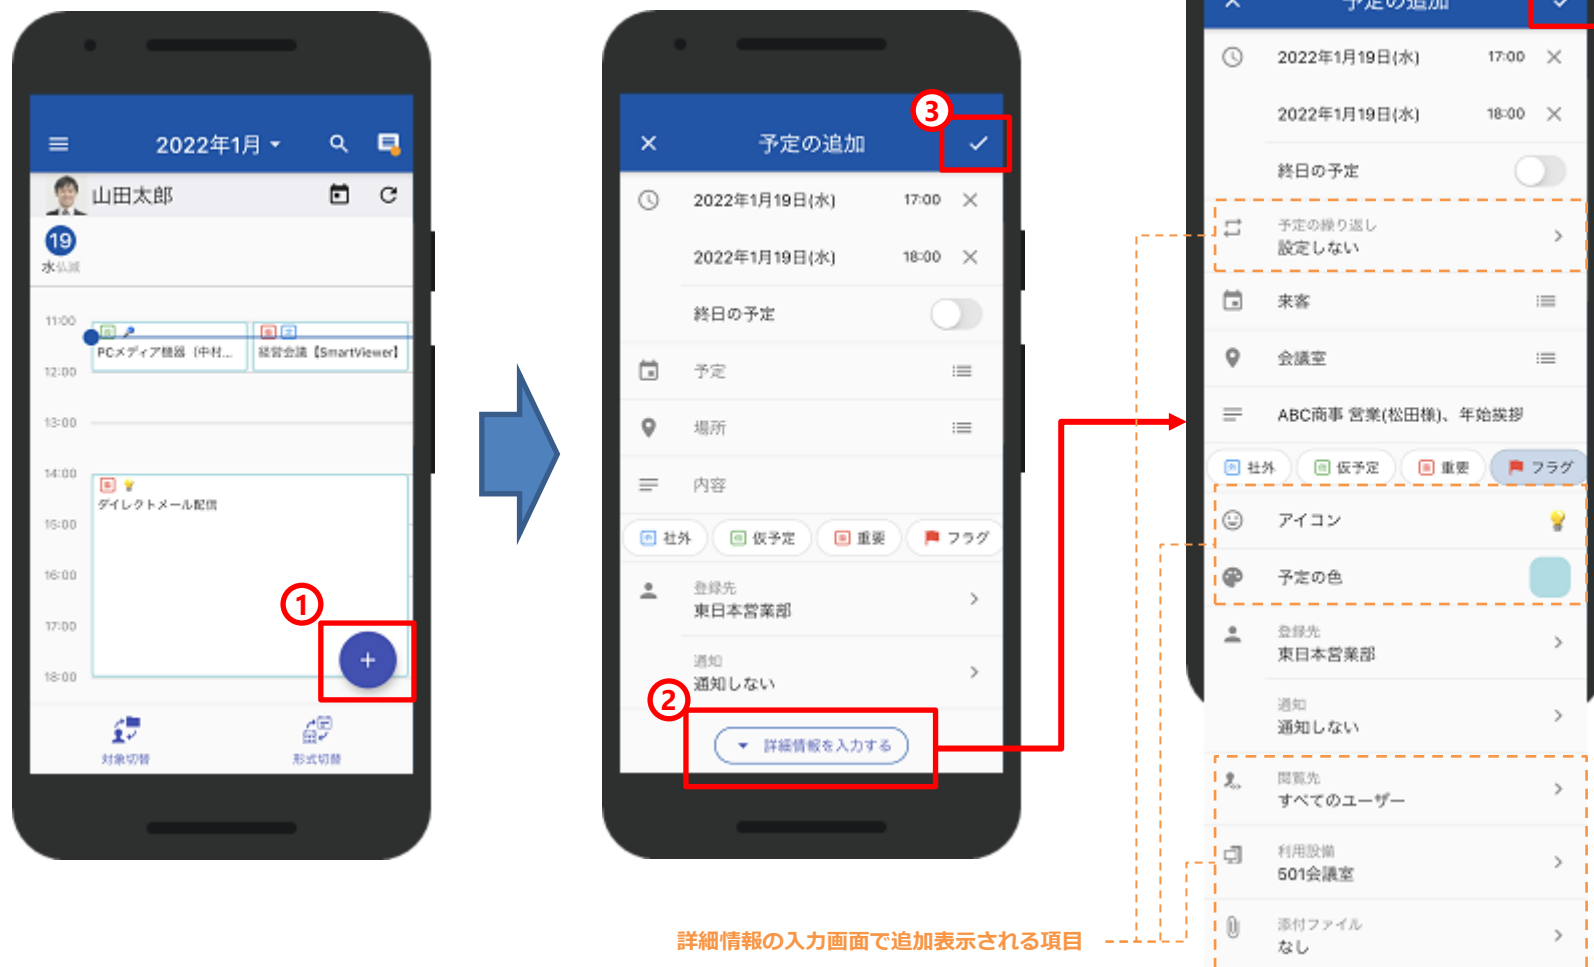 2022年1月
山田太郎
19
水仏滅
11:00
PCメディア機器 (中村...
経営会議【SmartViewer】
12:00
13:00
14:00
ダイレクトメール配信
15:00
16:00
17:00
18:00
1
+
対象切替
形式切替
3
予定の追加
2022年1月19日(水) 17:00
2022年1月19日(水) 18:00
終日の予定
予定
場所
内容
社外 仮予定 重要 フラグ
登録先
東日本営業部
通知
通知しない
2
詳細情報を入力する
予定の追加
2022年1月19日(水) 17:00
2022年1月19日(水) 18:00
終日の予定
予定の繰り返し
設定しない
来客
会議室
ABC商事 営業(松田様)、年始挨拶
社外 仮予定 重要 フラグ
アイコン
予定の色
登録先
東日本営業部
通知
通知しない
閲覧先
すべてのユーザー
利用設備
501会議室
添付ファイル
なし
詳細情報の入力画面で追加表示される項目